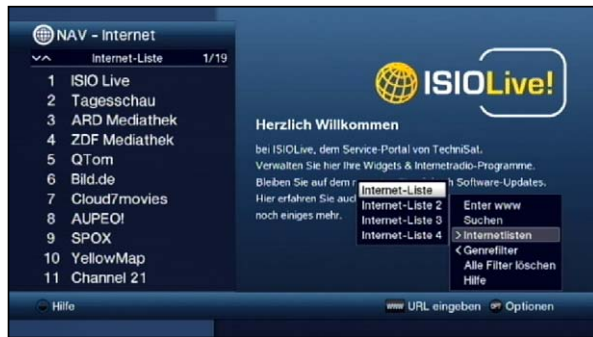 NAV - Internet
Internet-Liste 1/19
1 ISIO Live
2 Tagesschau
3 ARD Mediathek
4 ZDF Mediathek
5 QTom
6 Bild.de
7 Cloud7movies
8 AUPEO!
9 SPOX
10 YellowMap
11 Channel 21
ISIOLive!
Herzlich Willkommen
bei ISIOLive, dem Service-Portal von TechniSat.
Verwalten Sie hier Ihre Widgets & Internetradio-Programme.
Bleiben Sie auf dem Software-Updates.
Hier erfahren Sie auch
noch einiges mehr.
Internet-Liste
Internet-Liste 2
Internet-Liste 3
Internet-Liste 4
Enter www
Suchen
> Internetlisten
< Genrefilter
Alle Filter löschen
Hilfe
Hilfe
www URL eingeben OPT Optionen